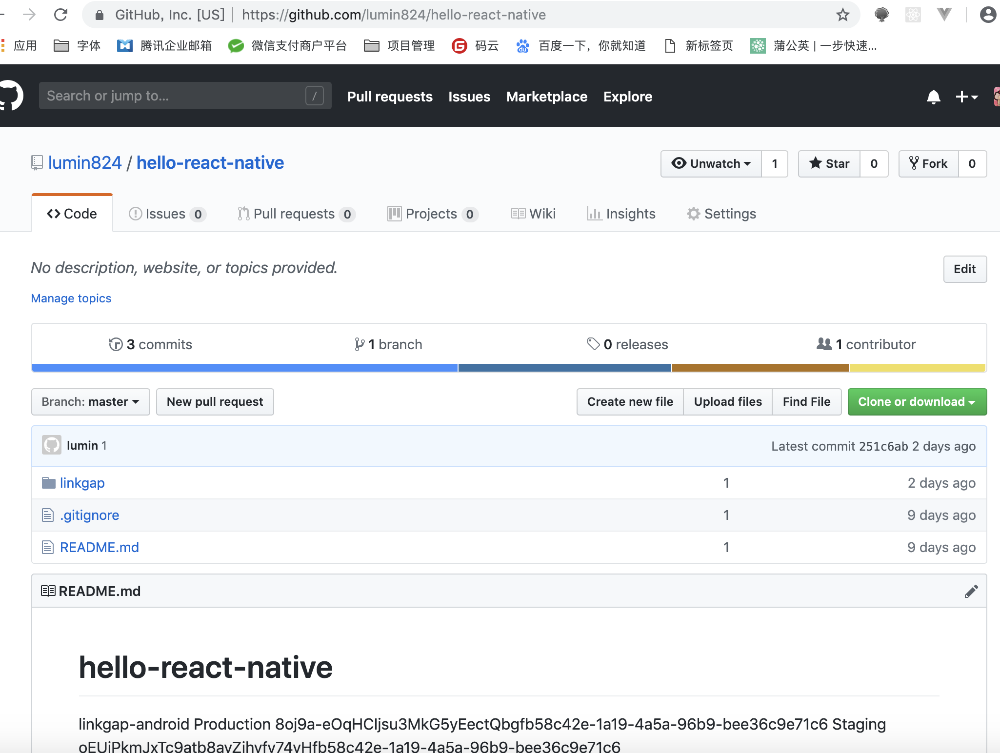 GitHub, Inc. [US] | https://github.com/lumin824/hello-react-native
应用 字体 腾讯企业邮箱 微信支付商户平台 项目管理 码云 百度一下，你就知道 新标签页 蒲公英 | 一步快速...
Search or jump to... / Pull requests Issues Marketplace Explore
lumin824 / hello-react-native Unwatch 1 Star 0 Fork 0
Code Issues 0 Pull requests 0 Projects 0 Wiki Insights Settings
No description, website, or topics provided. Edit
Manage topics
3 commits 1 branch 0 releases 1 contributor
Branch: master New pull request Create new file Upload files Find File Clone or download
lumin 1 Latest commit 251c6ab 2 days ago
linkgap 1 2 days ago
.gitignore 1 9 days ago
README.md 1 9 days ago
README.md
hello-react-native
linkgap-android Production 8oj9a-eOqHCljsu3MkG5yEectQbgfb58c42e-1a19-4a5a-96b9-bee36c9e71c6 Staging